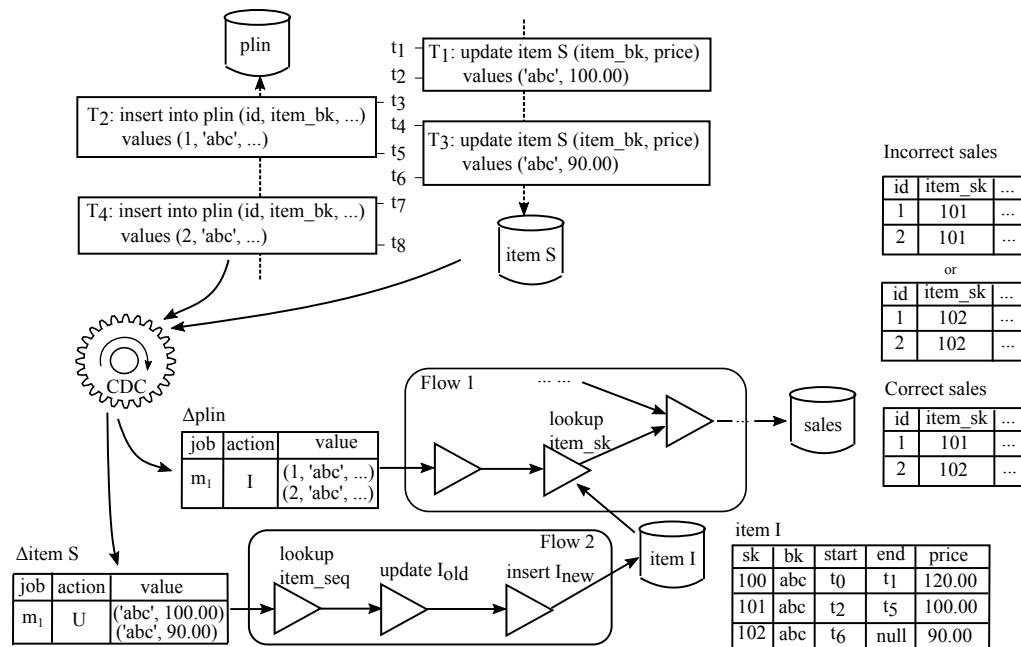 plin
t1
t2
t3
t4
t5
t6
t7
t8
T1: update item S (item_bk, price)
values ('abc', 100.00)
T2: insert into plin (id, item_bk, ...)
values (1, 'abc', ...)
T3: update item S (item_bk, price)
values ('abc', 90.00)
T4: insert into plin (id, item_bk, ...)
values (2, 'abc', ...)
item S
Incorrect sales
id item_sk ...
1 101
2 101 ...
or
id item_sk ...
1 102 ...
2 102 ...
Correct sales
id item_sk ...
1 101 ...
2 102 ...
CDC
Δplin
job action value
m1 I (1, 'abc', ...)
(2, 'abc', ...)
Flow 1
... ...
lookup
item_sk
...
sales
Δitem S
job action value
m1 U ('abc', 100.00)
('abc', 90.00)
Flow 2
lookup
item_seq
update Iold
insert Inew
item I
item I
sk bk start end price
100 abc t0 t1 120.00
101 abc t2 t5 100.00
102 abc t6 null 90.00